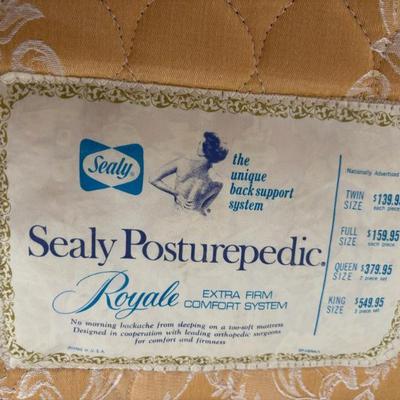 Sealy
the
unique
back support
system
Sealy Posturepedic.
Royale EXTRA FIRM
COMFORT SYSTEM
No morning backache from sleeping on a too-soft mattress
Designed in cooperation with leading orthopedic surgeons
for comfort and firmness
Nationally Advertised
TWIN SIZE $139.95 each piece
FULL SIZE $159.95 each piece
QUEEN SIZE $379.95 2 piece set
KING SIZE $549.95 3 piece set